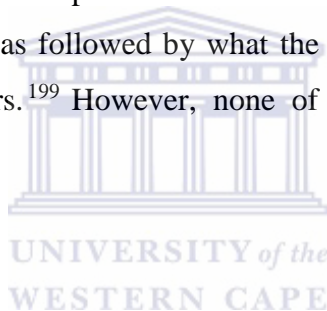 as followed by what the
rs.¹⁹⁹ However, none of
UNIVERSITY of the
WESTERN CAPE